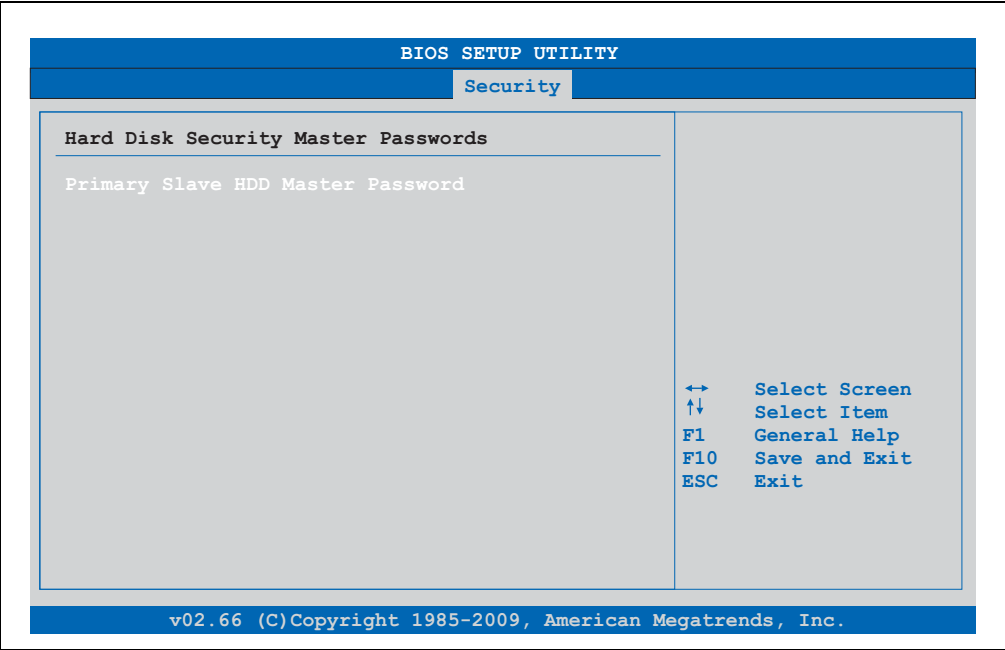 BIOS SETUP UTILITY
Security
Hard Disk Security Master Passwords
Primary Slave HDD Master Password
↔ Select Screen
↑↓ Select Item
F1 General Help
F10 Save and Exit
ESC Exit
v02.66 (C)Copyright 1985-2009, American Megatrends, Inc.